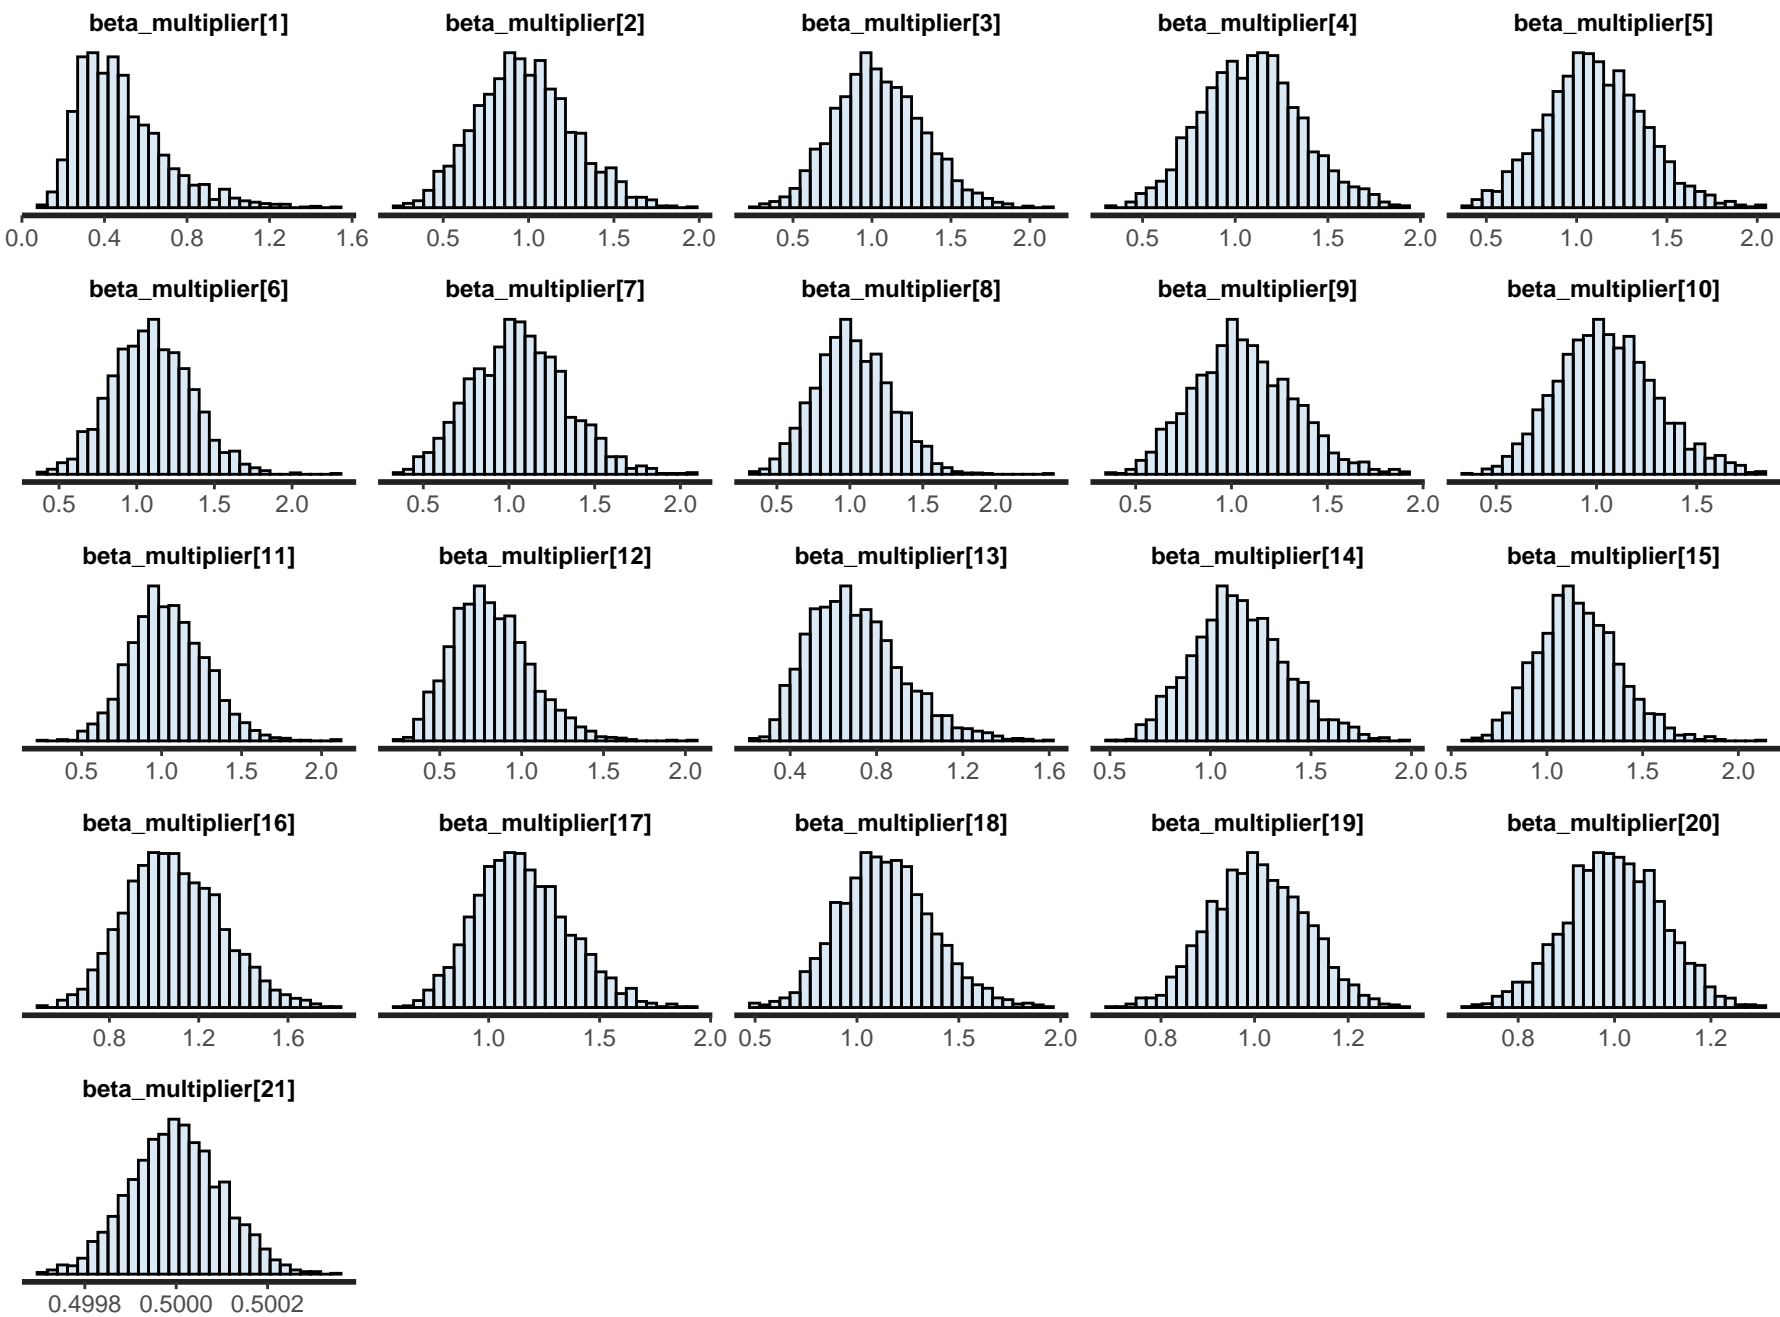 beta_multiplier[1] beta_multiplier[2] beta_multiplier[3] beta_multiplier[4] beta_multiplier[5]
0.0 0.4 0.8 1.2 1.6 0.5 1.0 1.5 2.0 0.5 1.0 1.5 2.0 0.5 1.0 1.5 2.0 0.5 1.0 1.5 2.0
beta_multiplier[6] beta_multiplier[7] beta_multiplier[8] beta_multiplier[9] beta_multiplier[10]
0.5 1.0 1.5 2.0 0.5 1.0 1.5 2.0 0.5 1.0 1.5 2.0 0.5 1.0 1.5 2.0 0.5 1.0 1.5
beta_multiplier[11] beta_multiplier[12] beta_multiplier[13] beta_multiplier[14] beta_multiplier[15]
0.5 1.0 1.5 2.0 0.5 1.0 1.5 2.0 0.4 0.8 1.2 1.6 0.5 1.0 1.5 2.0 0.5 1.0 1.5 2.0
beta_multiplier[16] beta_multiplier[17] beta_multiplier[18] beta_multiplier[19] beta_multiplier[20]
0.8 1.2 1.6 1.0 1.5 2.0 0.5 1.0 1.5 2.0 0.8 1.0 1.2 0.8 1.0 1.2
beta_multiplier[21]
0.4998 0.5000 0.5002